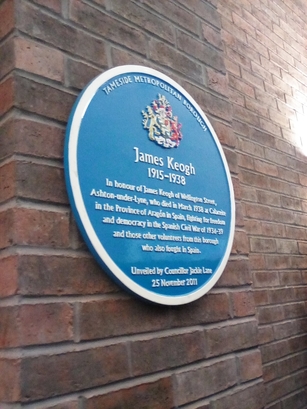 TAMESIDE METROPOLITAN BOROUGH
James Keogh
1915-1938
In honour of James Keogh of Wellington Street,
Ashton-under-Lyne, who died in March 1938 at Calaceite
in the Province of Aragón in Spain, fighting for freedom
and democracy in the Spanish Civil War of 1936-39
and those other volunteers from this borough
who also fought in Spain.
Unveiled by Councillor Jackie Lane
25 November 2011